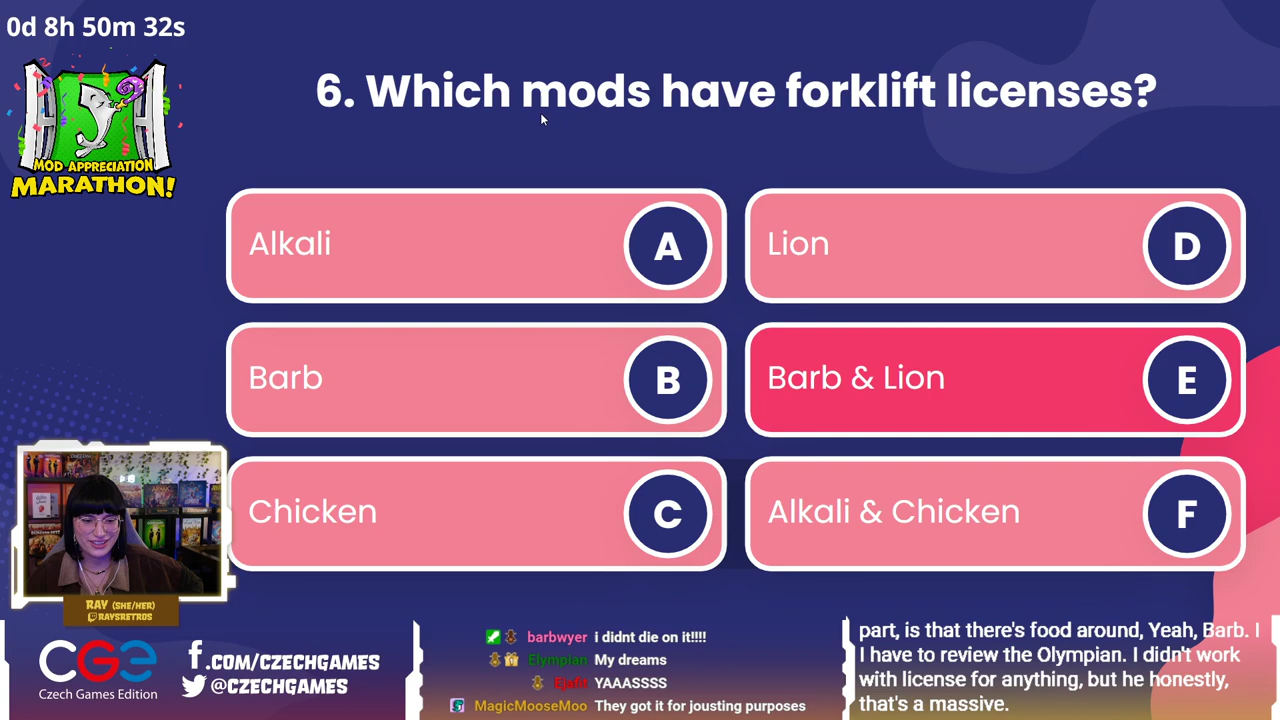 0d 8h 50m 32s
MOD APPRECIATION
MARATHON!
6. Which mods have forklift licenses?
Alkali A
Lion D
Barb B
Barb & Lion E
Chicken C
Alkali & Chicken F
RAY (SHE/HER)
RAYSRETROS
CGE
Czech Games Edition
f.COM/CZECHGAMES
@CZECHGAMES
barbwyer i didnt die on it!!!!
Elympian My dreams
Ejafit YAAASSSS
MagicMooseMoo They got it for jousting purposes
part, is that there's food around, Yeah, Barb. I
I have to review the Olympian. I didn't work
with license for anything, but he honestly,
that's a massive.